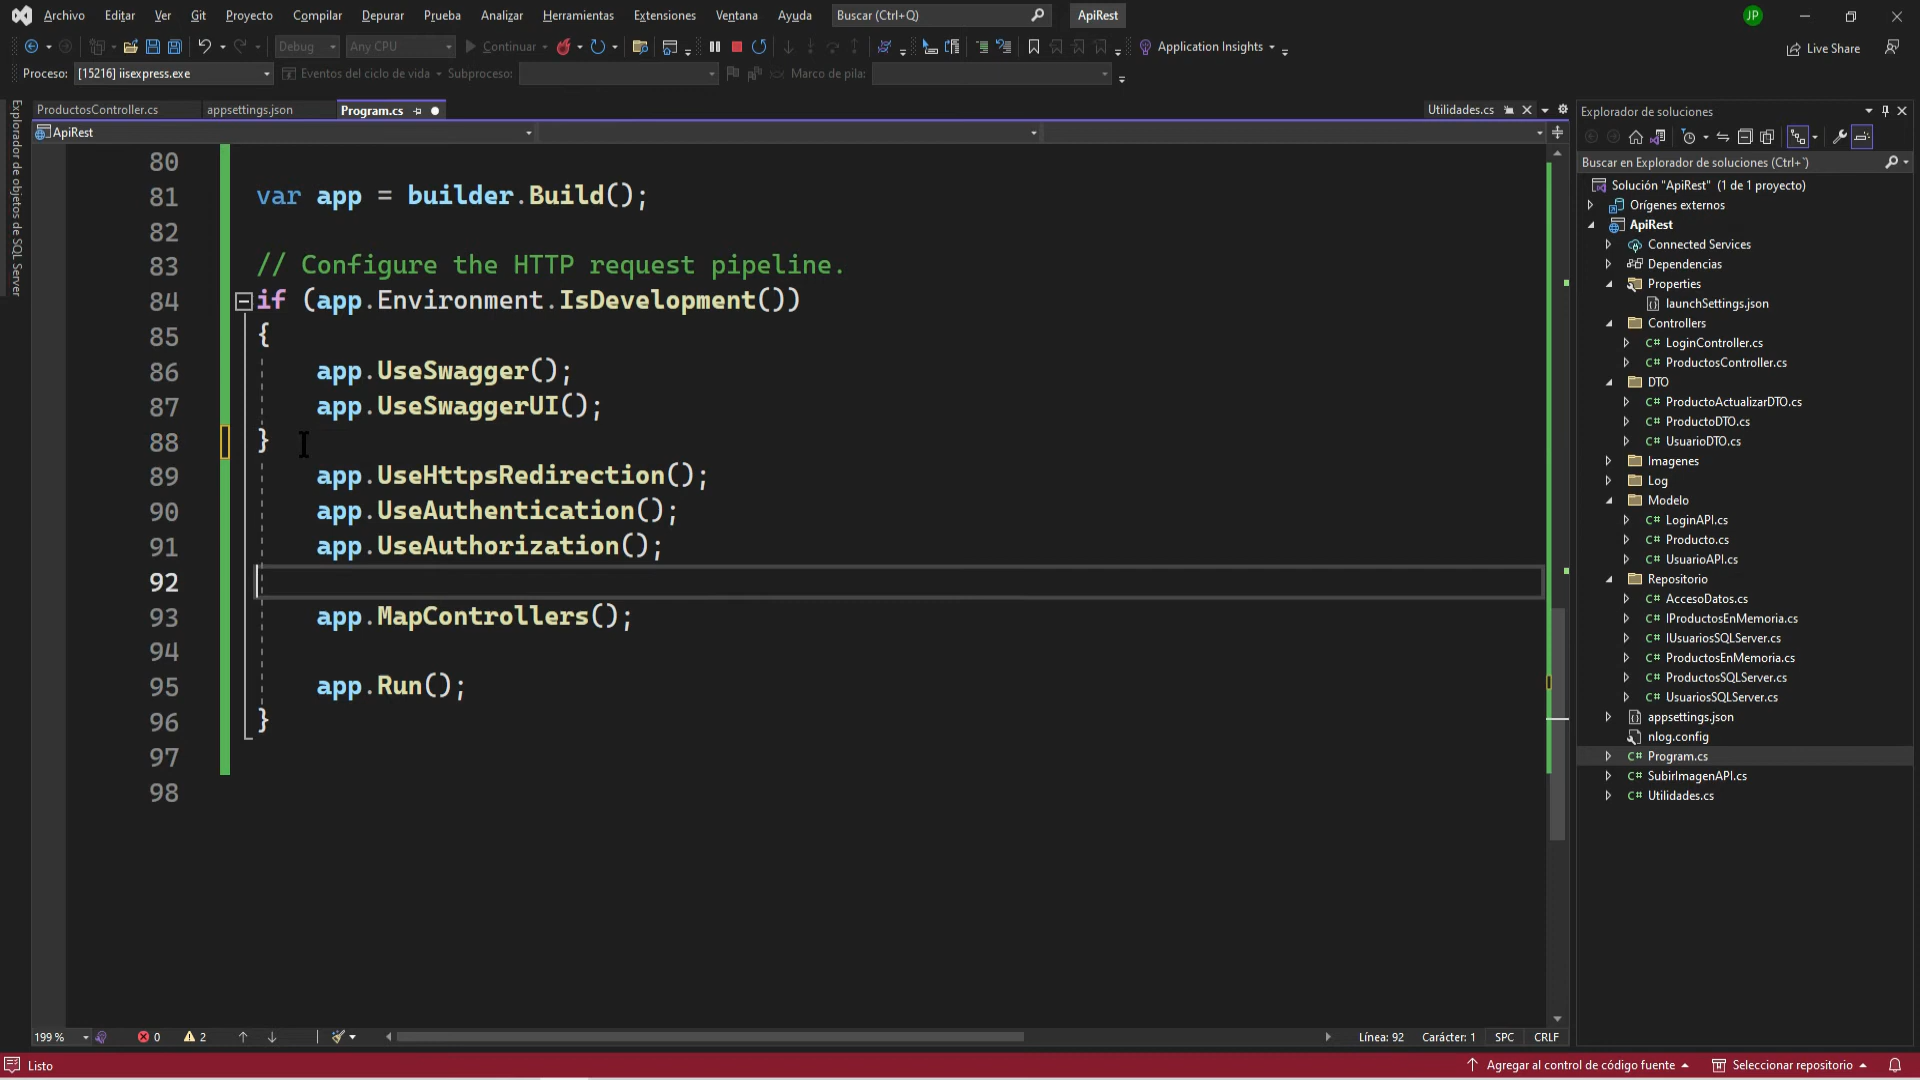 Archivo Editar Ver Git Proyecto Compilar Depurar Prueba Analizar Herramientas Extensiones Ventana Ayuda Buscar (Ctrl+Q) ApiRest JP
Debug Any CPU Continuar Application Insights Live Share
Proceso: [15216] iisexpress.exe Eventos del ciclo de vida Subproceso: Marco de pila:
Explorador de objetos de SQL Server
ProductosController.cs appsettings.json Program.cs Utilidades.cs
ApiRest
80
81 var app = builder.Build();
82
83 // Configure the HTTP request pipeline.
84 if (app.Environment.IsDevelopment())
85 {
86 app.UseSwagger();
87 app.UseSwaggerUI();
88 }
89 app.UseHttpsRedirection();
90 app.UseAuthentication();
91 app.UseAuthorization();
92
93 app.MapControllers();
94
95 app.Run();
96 }
97
98
Explorador de soluciones
Buscar en Explorador de soluciones (Ctrl+`)
Solución "ApiRest" (1 de 1 proyecto)
Orígenes externos
ApiRest
Connected Services
Dependencias
Properties
launchSettings.json
Controllers
C# LoginController.cs
C# ProductosController.cs
DTO
C# ProductoActualizarDTO.cs
C# ProductoDTO.cs
C# UsuarioDTO.cs
Imagenes
Log
Modelo
C# LoginAPI.cs
C# Producto.cs
C# UsuarioAPI.cs
Repositorio
C# AccesoDatos.cs
C# IProductosEnMemoria.cs
C# IUsuariosSQLServer.cs
C# ProductosEnMemoria.cs
C# ProductosSQLServer.cs
C# UsuariosSQLServer.cs
appsettings.json
nlog.config
C# Program.cs
C# SubirImagenAPI.cs
C# Utilidades.cs
199 % 0 2 Línea: 92 Carácter: 1 SPC CRLF
Listo Agregar al control de código fuente Seleccionar repositorio